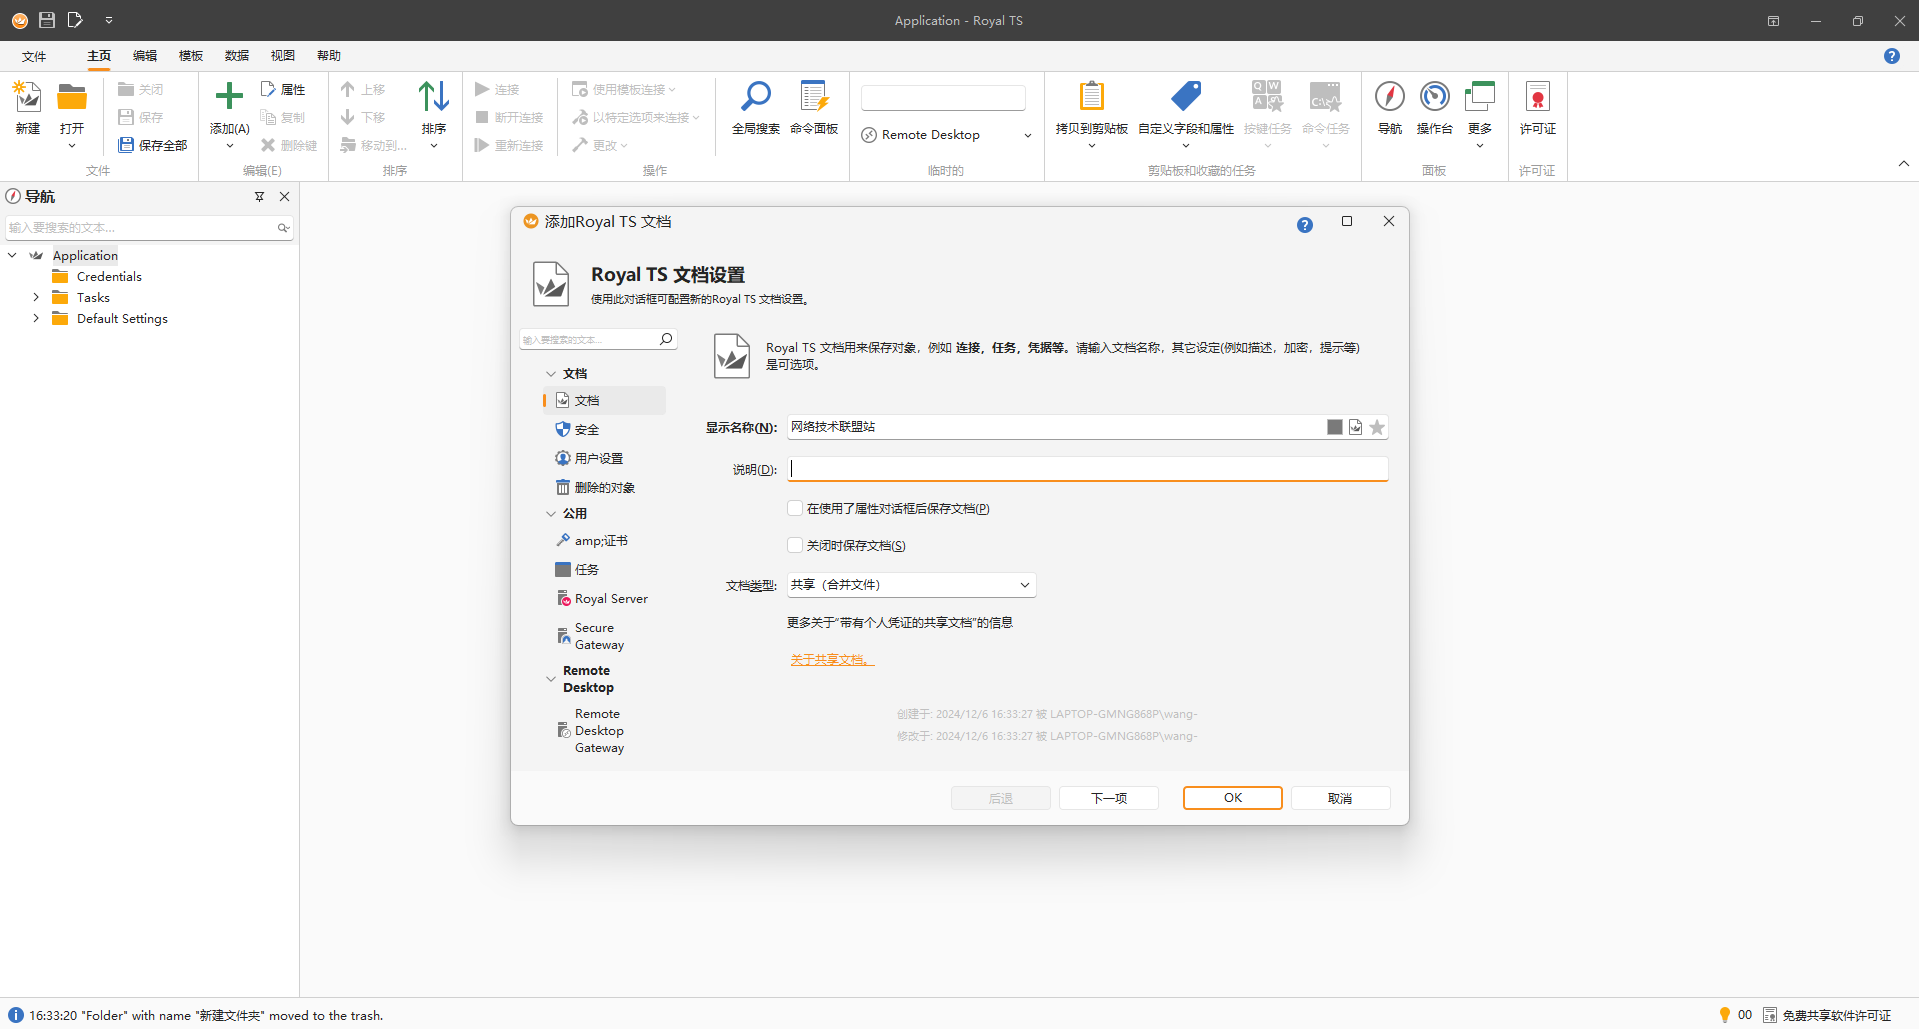 Application - Royal TS
文件 主页 编辑 模板 数据 视图 帮助
新建 打开 关闭 保存 保存全部
文件
添加(A) 属性 复制 删除键
编辑(E)
上移 下移 移动到... 排序
排序
连接 断开连接 重新连接
使用模板连接 以特定选项来连接 更改
操作
全局搜索 命令面板
Remote Desktop
临时的
拷贝到剪贴板 自定义字段和属性 按键任务 命令任务
剪贴板和收藏的任务
导航 操作台 更多
面板
许可证
许可证
导航
输入要搜索的文本...
Application
Credentials
Tasks
Default Settings
添加Royal TS 文档
Royal TS 文档设置
使用此对话框可配置新的Royal TS 文档设置。
输入要搜索的文本...
文档
文档
安全
用户设置
删除的对象
公用
amp;证书
任务
Royal Server
Secure
Gateway
Remote
Desktop
Remote
Desktop
Gateway
Royal TS 文档用来保存对象，例如 连接，任务，凭据等。请输入文档名称，其它设定(例如描述，加密，提示等)
是可选项。
显示名称(N): 网络技术联盟站
说明(D):
在使用了属性对话框后保存文档(P)
关闭时保存文档(S)
文档类型: 共享（合并文件）
更多关于“带有个人凭证的共享文档”的信息
关于共享文档。
创建于: 2024/12/6 16:33:27 被 LAPTOP-GMNG868P\wang-
修改于: 2024/12/6 16:33:27 被 LAPTOP-GMNG868P\wang-
后退 下一项 OK 取消
16:33:20 "Folder" with name "新建文件夹" moved to the trash.
00 免费共享软件许可证